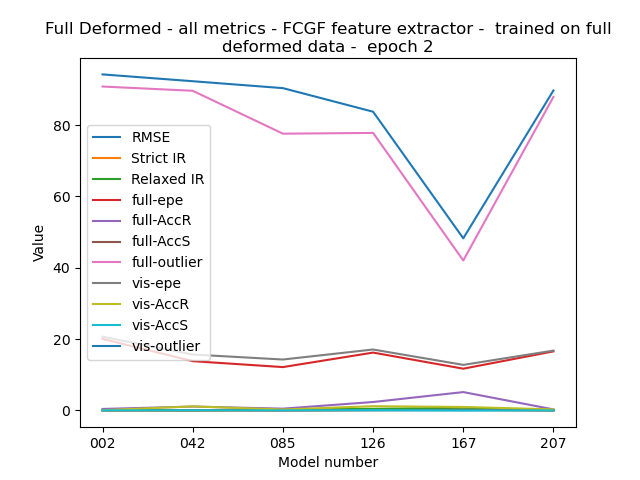 Full Deformed - all metrics - FCGF feature extractor -  trained on full
deformed data -  epoch 2
Value
80
60
40
20
0
RMSE
Strict IR
Relaxed IR
full-epe
full-AccR
full-AccS
full-outlier
vis-epe
vis-AccR
vis-AccS
vis-outlier
002 042 085 126 167 207
Model number